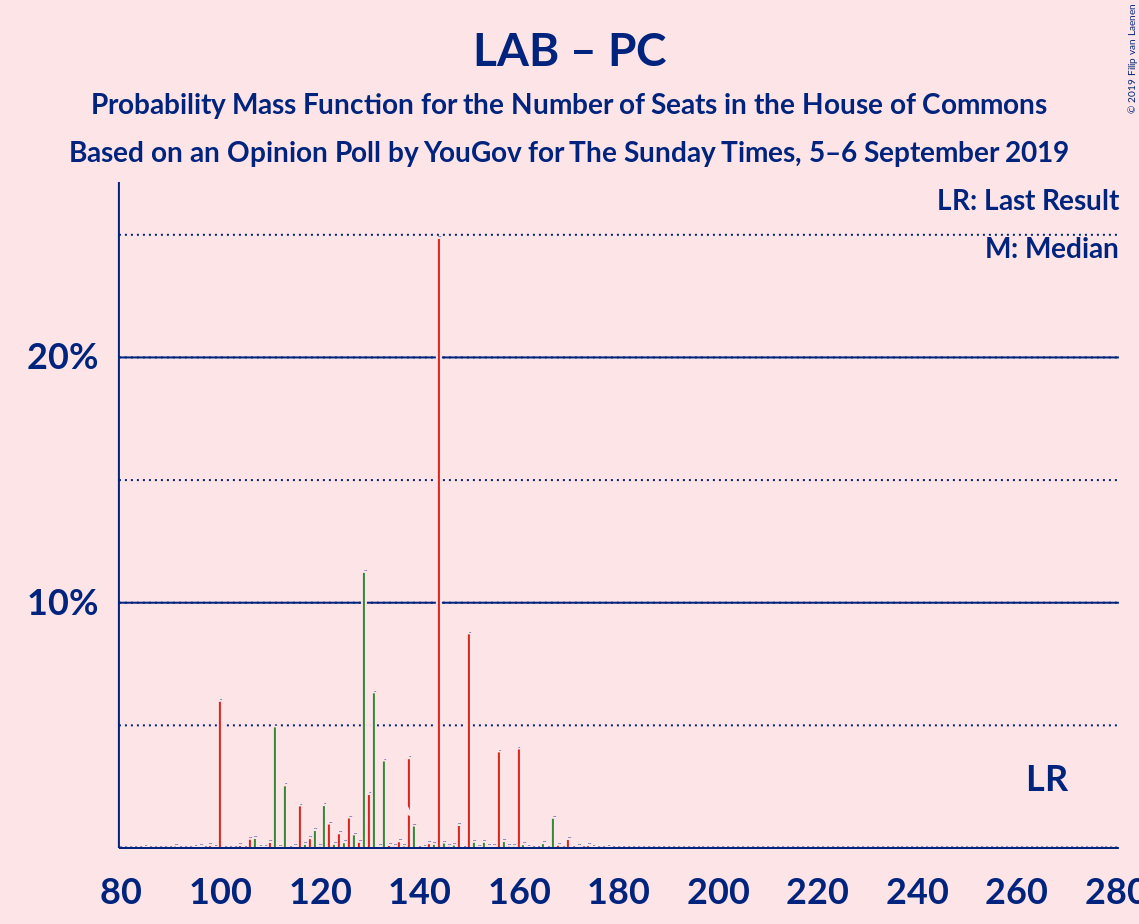 LAB – PC
Probability Mass Function for the Number of Seats in the House of Commons
Based on an Opinion Poll by YouGov for The Sunday Times, 5–6 September 2019
© 2019 Filip van Laenen
LR: Last Result
M: Median
20%
10%
LR
80 100 120 140 160 180 200 220 240 260 280